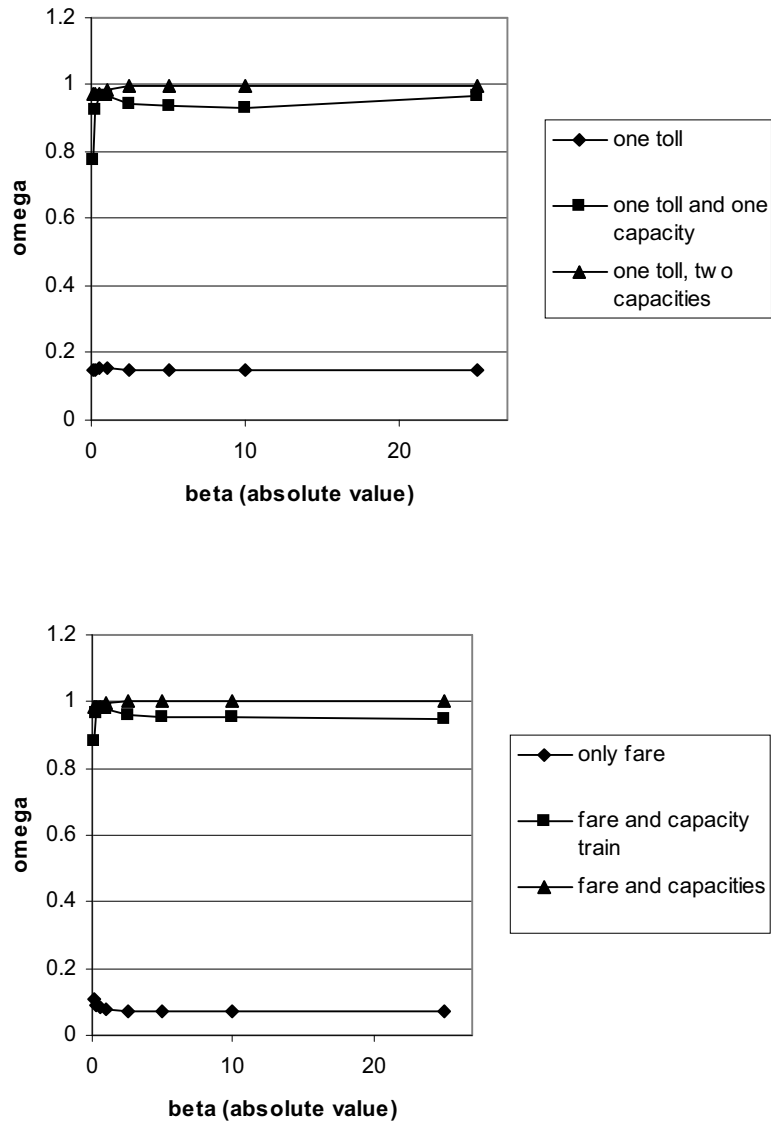 1.2
1
0.8
0.6
0.4
0.2
0
omega
0
10
20
beta (absolute value)
one toll
one toll and one
capacity
one toll, two
capacities
1.2
1
0.8
0.6
0.4
0.2
0
omega
0
10
20
beta (absolute value)
only fare
fare and capacity
train
fare and capacities